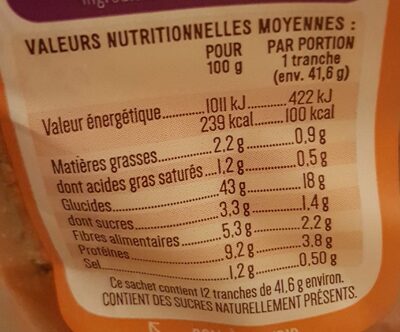 VALEURS NUTRITIONNELLES MOYENNES :
POUR 100 g PAR PORTION 1 tranche (env. 41,6 g)
Valeur énergétique 1011 kJ 422 kJ
239 kcal 100 kcal
Matières grasses 2,2 g 0,9 g
dont acides gras saturés 1,2 g 0,5 g
Glucides 43 g 18 g
dont sucres 3,3 g 1,4 g
Fibres alimentaires 5,3 g 2,2 g
Protéines 9,2 g 3,8 g
Sel 1,2 g 0,50 g
Ce sachet contient 12 tranches de 41,6 g environ.
CONTIENT DES SUCRES NATURELLEMENT PRÉSENTS.